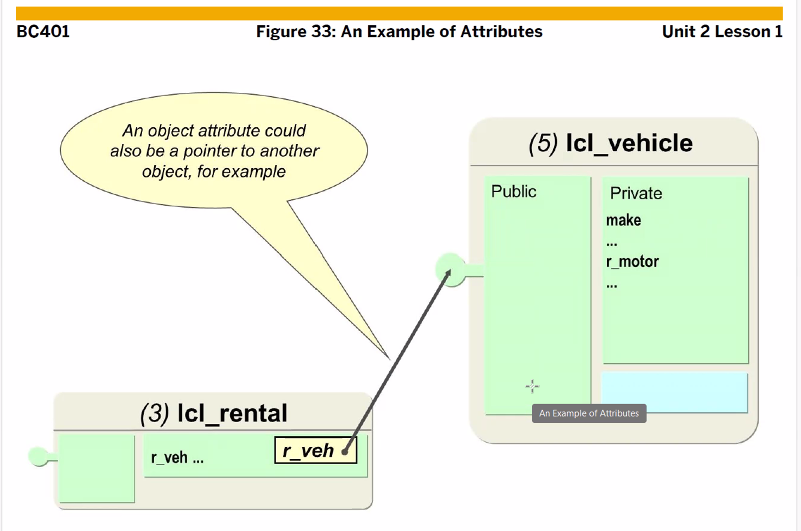 BC401 Figure 33: An Example of Attributes Unit 2 Lesson 1
An object attribute could
also be a pointer to another
object, for example
(5) lcl_vehicle
Public
Private
make
...
r_motor
...
An Example of Attributes
(3) lcl_rental
r_veh ...
r_veh